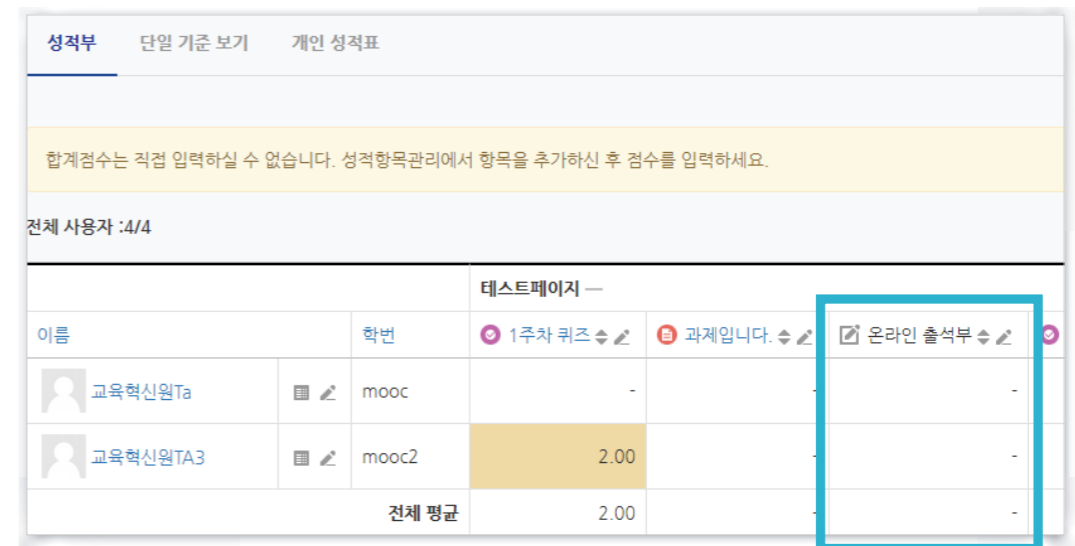 성적부 단일 기준 보기 개인 성적표
합계점수는 직접 입력하실 수 없습니다. 성적항목관리에서 항목을 추가하신 후 점수를 입력하세요.
전체 사용자 :4/4
테스트페이지 —
이름 학번 1주차 퀴즈 과제입니다. 온라인 출석부
교육혁신원Ta mooc - - -
교육혁신원TA3 mooc2 2.00 - -
전체 평균 2.00 - -